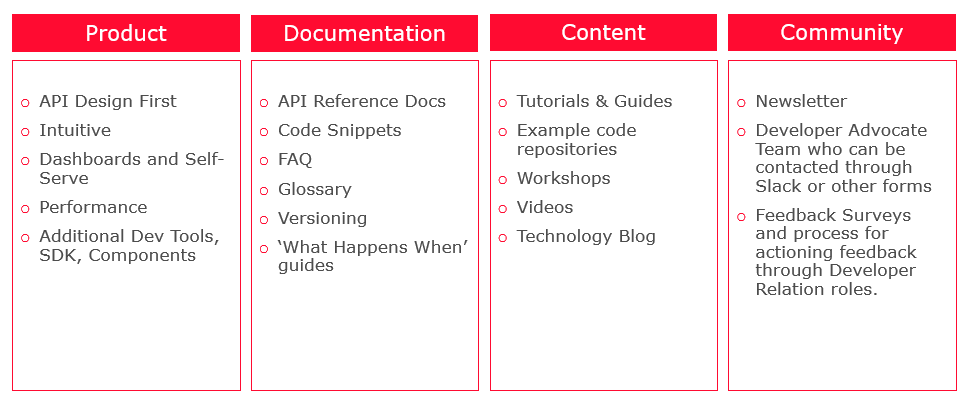 Product
API Design First
Intuitive
Dashboards and Self-
Serve
Performance
Additional Dev Tools,
SDK, Components
Documentation
API Reference Docs
Code Snippets
FAQ
Glossary
Versioning
‘What Happens When’
guides
Content
Tutorials & Guides
Example code
repositories
Workshops
Videos
Technology Blog
Community
Newsletter
Developer Advocate
Team who can be
contacted through
Slack or other forms
Feedback Surveys
and process for
actioning feedback
through Developer
Relation roles.